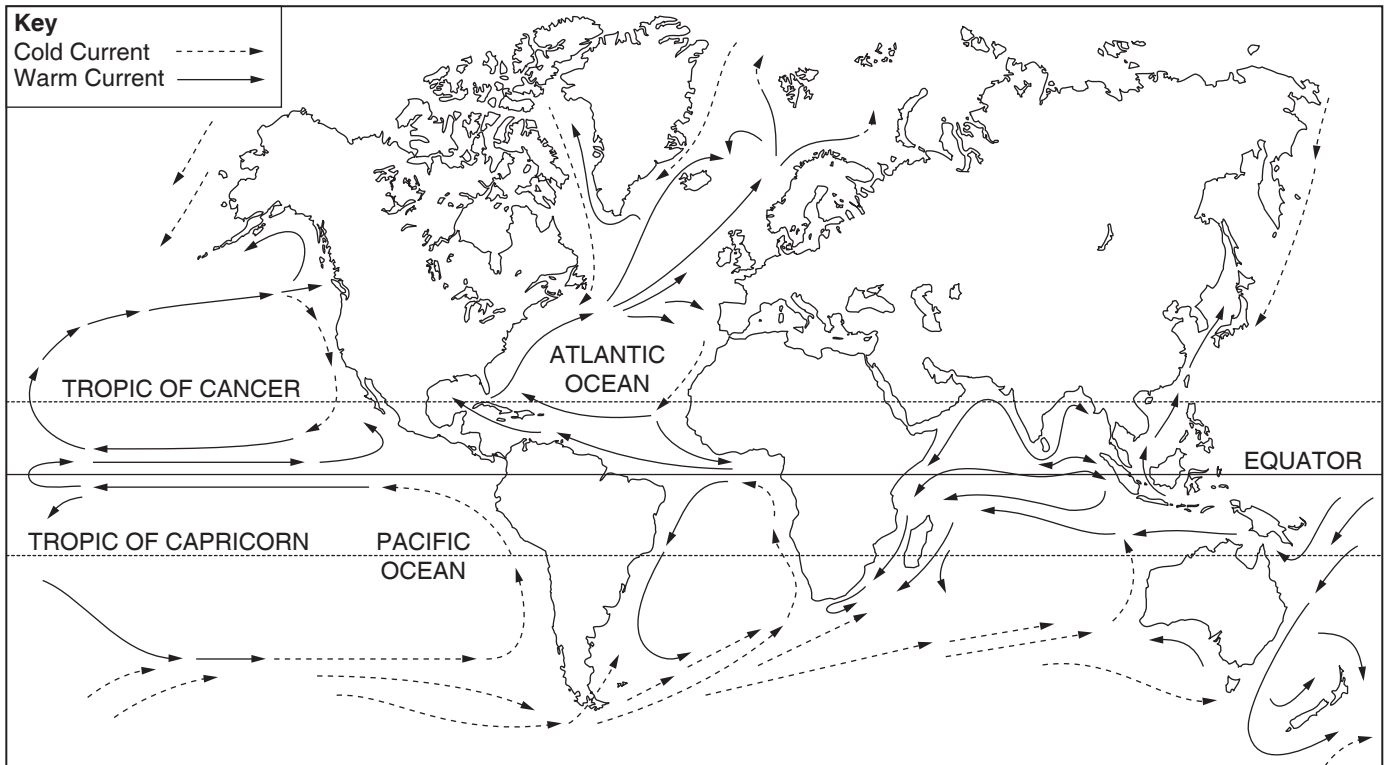 Key
Cold Current
Warm Current
ATLANTIC
OCEAN
TROPIC OF CANCER
EQUATOR
TROPIC OF CAPRICORN
PACIFIC
OCEAN